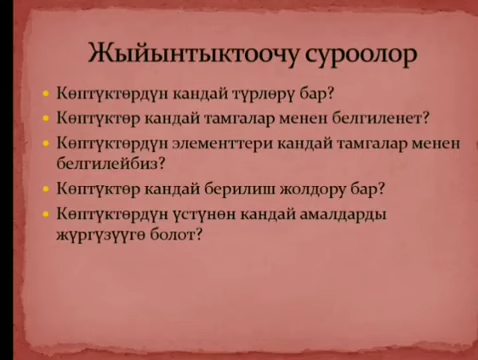 Жыйынтыктоочу суроолор
Көптүктөрдүн кандай түрлөрү бар?
Көптүктөр кандай тамгалар менен белгиленет?
Көптүктөрдүн элементтери кандай тамгалар менен
белгилейбиз?
Көптүктөр кандай берилиш жолдору бар?
Көптүктөрдүн үстүнөн кандай амалдарды
жүргүзүүгө болот?